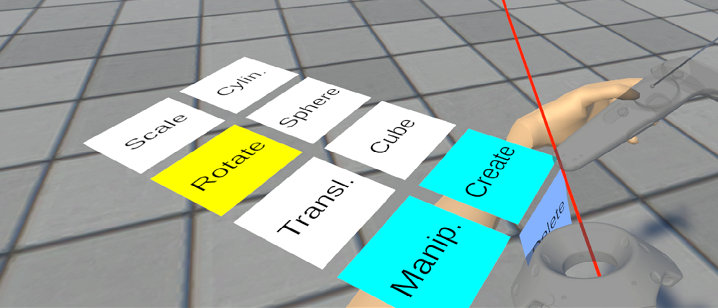 Cylin.
Sphere
Cube
Create
Scale
Rotate
Transl.
Manip.